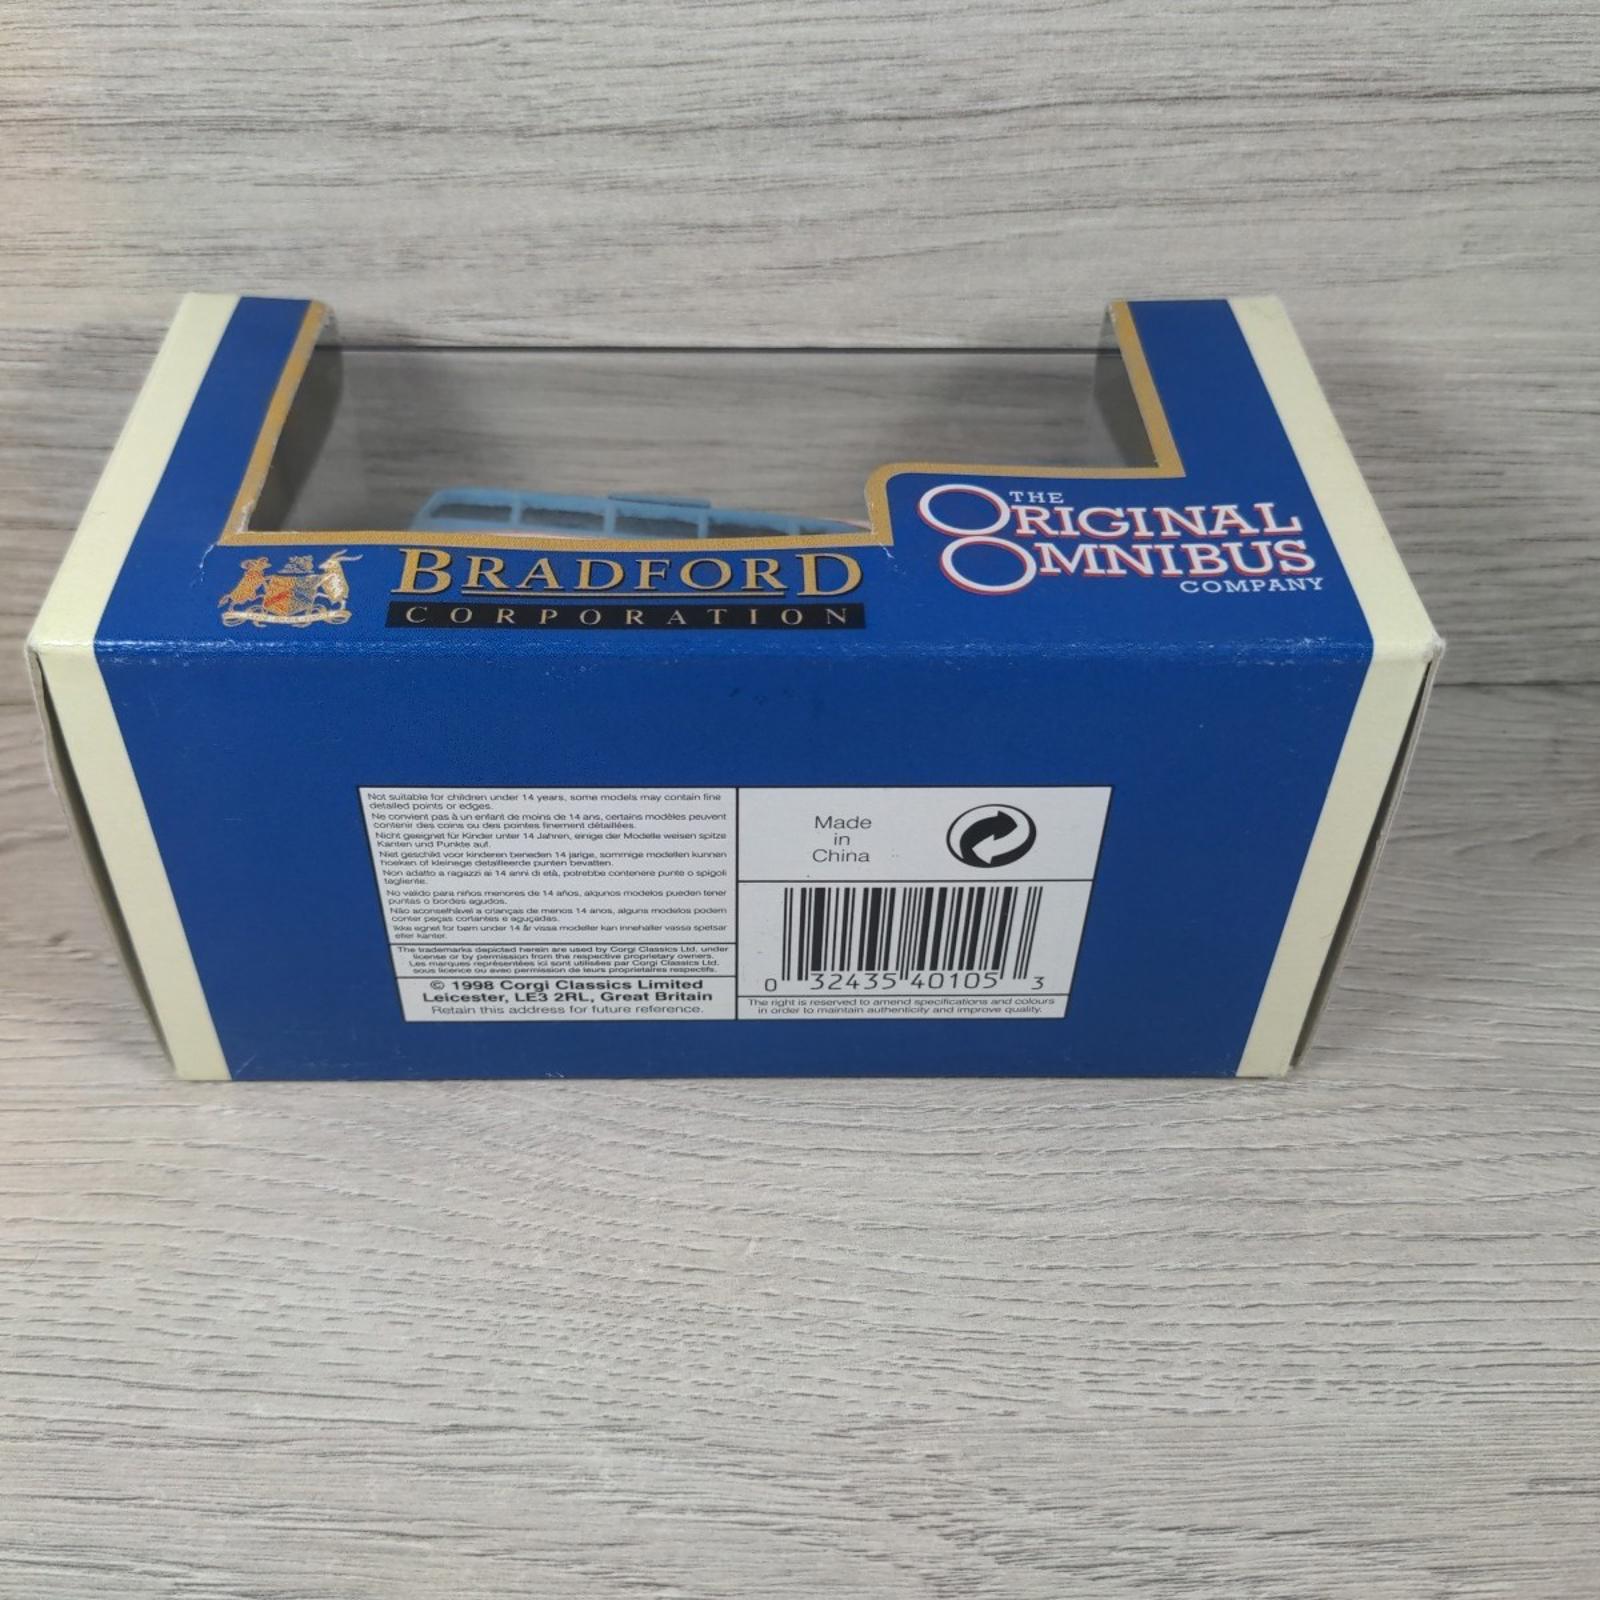 BRADFORD
CORPORATION
THE
ORIGINAL
OMNIBUS
COMPANY
Not suitable for children under 14 years, some models may contain fine
detailed points or edges.
Ne convient pas à un enfant de moins de 14 ans, certains modèles peuvent
contenir des coins ou des pointes finement détaillées.
Nicht geeignet für Kinder unter 14 Jahren, einige der Modelle weisen spitze
Kanten und Punkte auf.
Niet geschikt voor kinderen beneden 14 jarige, sommige modellen kunnen
hoeken of kleinege detailleerde punten bevatten.
Non adatto a ragazzi ai 14 anni di età, potrebbe contenere punte o spigoli
tagliente.
No valido para niños menores de 14 años, alqunos modelos pueden tener
puntas o bordes agudos.
Não aconselhável a crianças de menos 14 anos, alguns modelos podem
conter peças cortantes e aguçadas.
Ikke egnet for børn under 14 år vissa modeller kan innehaller vassa spetsar
eller kanter.
The trademarks depicted herein are used by Corgi Classics Ltd. under
license or by permission from the respective proprietary owners.
Les marques représentées ici sont utilisées par Corgi Classics Ltd.
sous licence ou avec permission de leurs propriétaires respectifs.
© 1998 Corgi Classics Limited
Leicester, LE3 2RL, Great Britain
Retain this address for future reference.
Made
in
China
0 32435 40105 3
The right is reserved to amend specifications and colours
in order to maintain authenticity and improve quality.